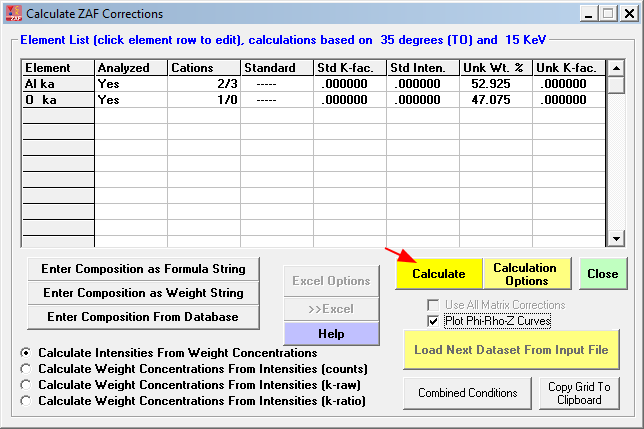 Calculate ZAF Corrections
ZAF
Element List (click element row to edit), calculations based on  35 degrees (TO) and  15 KeV
Element Analyzed Cations Standard Std K-fac. Std Inten. Unk Wt. % Unk K-fac.
Al ka Yes 2/3 ----- .000000 .000000 52.925 .000000
O  ka Yes 1/0 ----- .000000 .000000 47.075 .000000
Enter Composition as Formula String
Enter Composition as Weight String
Enter Composition From Database
Excel Options
>>Excel
Help
Calculate
Calculation
Options
Close
Use All Matrix Corrections
Plot Phi-Rho-Z Curves
Load Next Dataset From Input File
Calculate Intensities From Weight Concentrations
Calculate Weight Concentrations From Intensities (counts)
Calculate Weight Concentrations From Intensities (k-raw)
Calculate Weight Concentrations From Intensities (k-ratio)
Combined Conditions
Copy Grid To
Clipboard